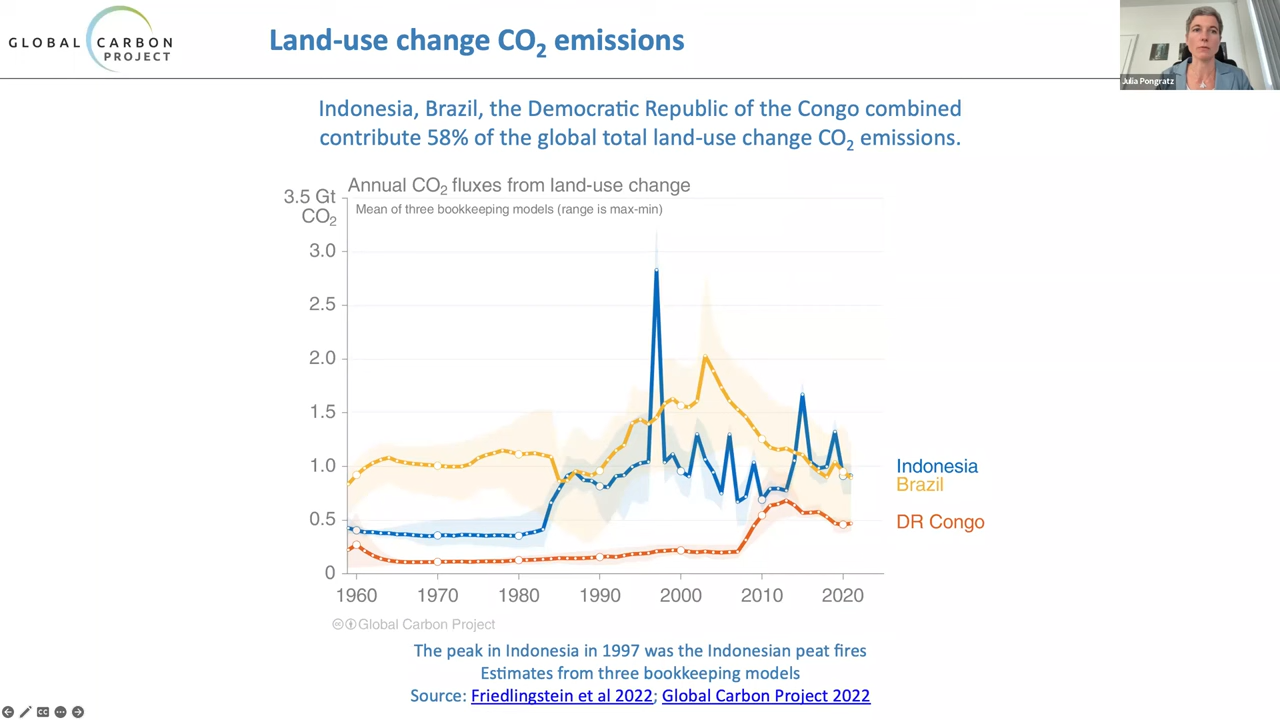 GLOBAL CARBON
PROJECT
Land-use change CO₂ emissions
Julia Pongratz
Indonesia, Brazil, the Democratic Republic of the Congo combined
contribute 58% of the global total land-use change CO₂ emissions.
Annual CO₂ fluxes from land-use change
3.5 Gt
CO₂
Mean of three bookkeeping models (range is max-min)
3.0
2.5
2.0
1.5
1.0
0.5
0
Indonesia
Brazil
DR Congo
1960 1970 1980 1990 2000 2010 2020
Global Carbon Project
The peak in Indonesia in 1997 was the Indonesian peat fires
Estimates from three bookkeeping models
Source: Friedlingstein et al 2022; Global Carbon Project 2022